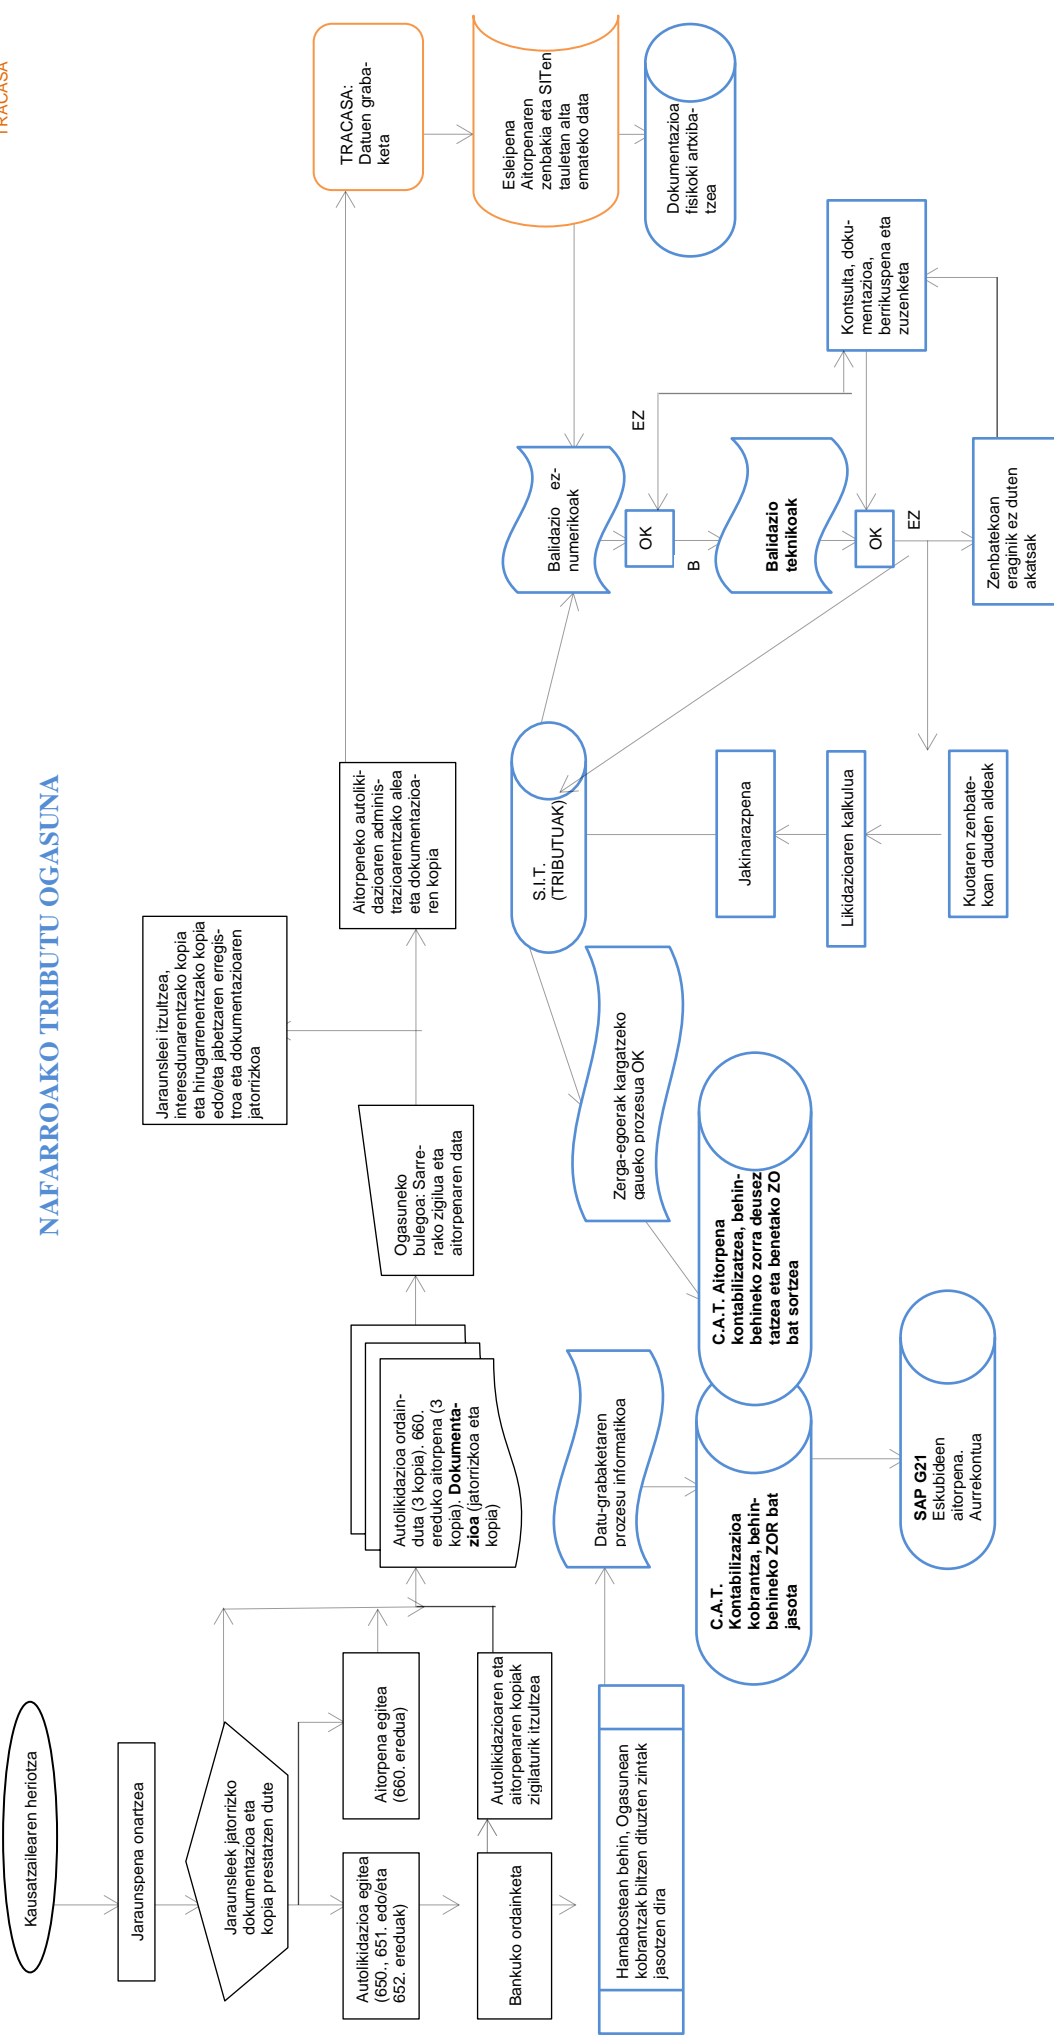 TRACASA
NAFARROAKO TRIBUTU OGASUNA
Kausatzailearen heriotza
Jaraunspena onartzea
Jaraunsleek jatorrizko
dokumentazioa eta
kopia prestatzen dute
Autolikidazioa egitea
(650., 651. edo/eta
652. ereduak)
Aitorpena egitea
(660. eredua)
Bankuko ordainketa
Autolikidazioaren eta
aitorpenaren kopiak
zigilaturik itzultzea
Hamabostean behin, Ogasunean
kobrantzak biltzen dituzten zintak
jasotzen dira
Autolikidazioa ordain-
duta (3 kopia). 660.
ereduko aitorpena (3
kopia). Dokumenta-
zioa (jatorrizkoa eta
kopia)
Ogasuneko
bulegoa: Sarre-
rako zigilua eta
aitorpenaren data
Jaraunsleei itzultzea,
interesdunarentzako kopia
eta hirugarrenentzako kopia
edo/eta jabetzaren erregis-
troa eta dokumentazioaren
jatorrizkoa
Aitorpeneko autoliki-
dazioaren adminis-
trazioarentzako alea
eta dokumentazioa-
ren kopia
TRACASA:
Datuen graba-
keta
Esleipena
Aitorpenaren
zenbakia eta SITen
tauletan alta
emateko data
Dokumentazioa
fisikoki artxiba-
tzea
Datu-grabaketaren
prozesu informatikoa
C.A.T.
Kontabilizazioa
kobrantza, behin-
behineko ZOR bat
jasota
C.A.T. Aitorpena
kontabilizatzea, behin-
behineko zorra deusez
tatzea eta benetako ZO
bat sortzea
SAP G21
Eskubideen
aitorpena.
Aurrekontua
Zerga-egoerak kargatzeko
gaueko prozesua OK
S.I.T.
(TRIBUTUAK)
Jakinarazpena
Likidazioaren kalkulua
Kuotaren zenbate-
koan dauden aldeak
Balidazio ez-
numerikoak
OK
EZ
B
Balidazio
teknikoak
OK
EZ
Zenbatekoan
eraginik ez duten
akatsak
Kontsulta, doku-
mentazioa,
berrikuspena eta
zuzenketa